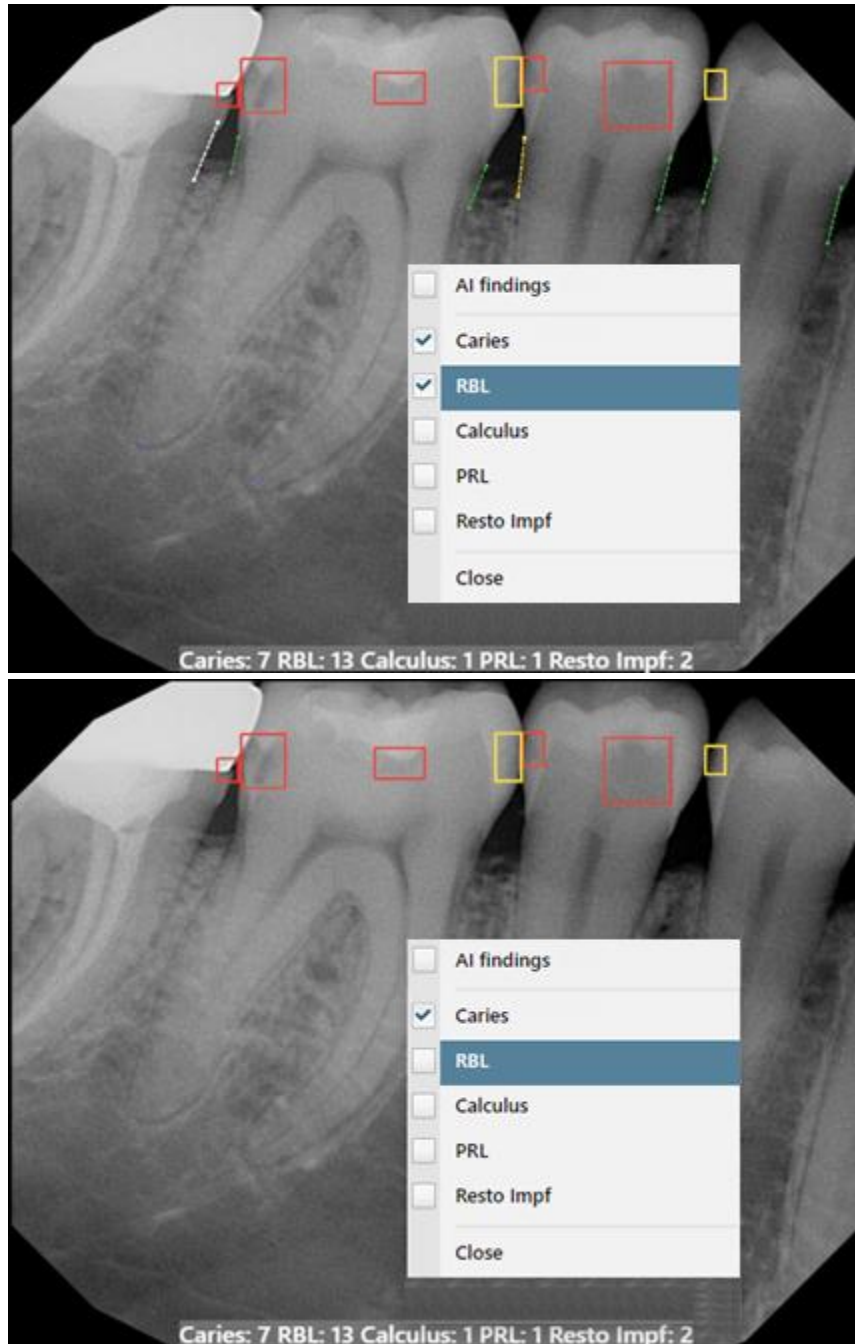 AI findings
Caries
RBL
Calculus
PRL
Resto Impf
Close
Caries: 7 RBL: 13 Calculus: 1 PRL: 1 Resto Impf: 2
AI findings
Caries
RBL
Calculus
PRL
Resto Impf
Close
Caries: 7 RBL: 13 Calculus: 1 PRL: 1 Resto Impf: 2